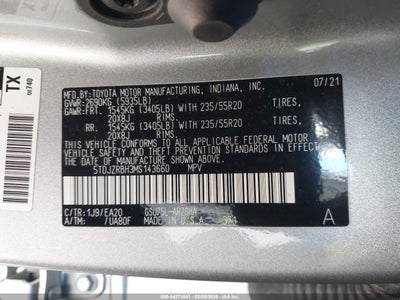 TX
or740
MFD.BY:TOYOTA MOTOR MANUFACTURING, INDIANA, INC. 07/21
GVWR:2690KG (5935LB)
GAWR:FRT. 1545KG (3405LB) WITH 235/55R20 TIRES,
20X8J RIMS.
RR. 1545KG (3405LB) WITH 235/55R20 TIRES,
20X8J RIMS.
THIS VEHICLE CONFORMS TO ALL APPLICABLE FEDERAL MOTOR
VEHICLE SAFETY, AND THEFT PREVENTION STANDARDS IN EFFECT
ON THE DATE OF MANUFACTURE SHOWN ABOVE.
5TDJZRBH3MS143660 MPV
C/TR:1J9/EA20
A/TM: /UA80F U.S.A.
A